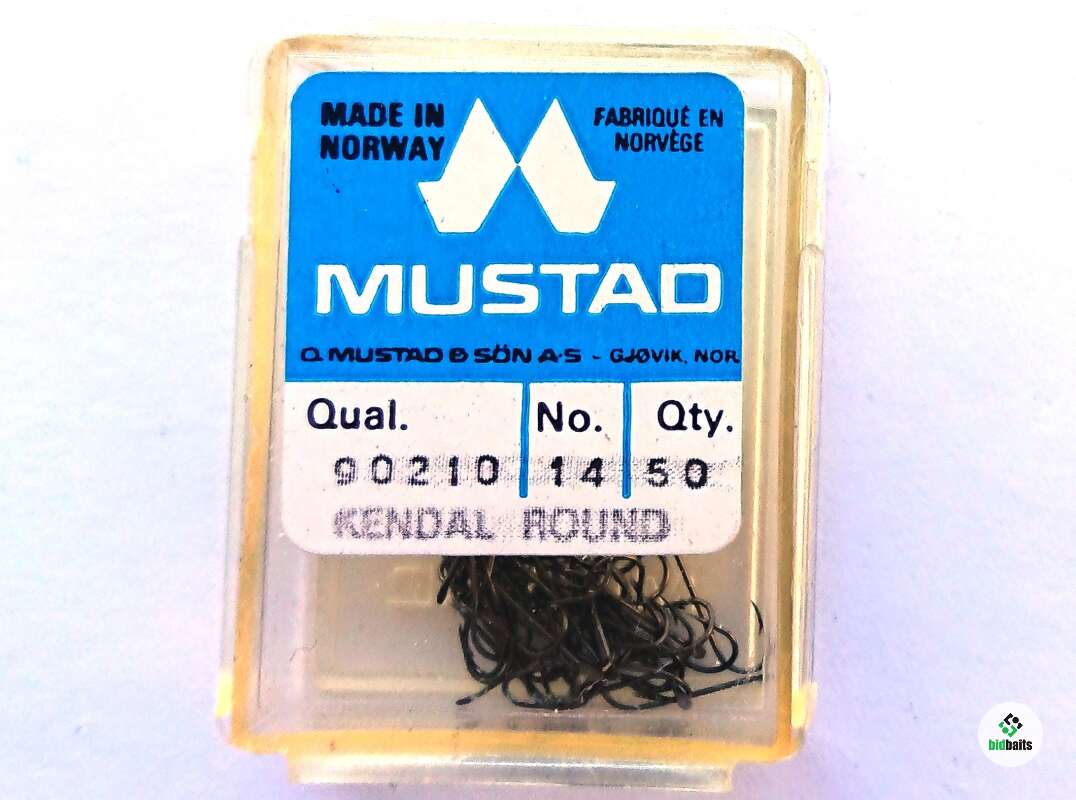 MADE IN
NORWAY
FABRIQUÉ EN
NORVÈGE
MUSTAD
O. MUSTAD & SÖN A·S - GJØVIK, NOR.
Qual. No. Qty.
90210 14 50
KENDAL ROUND
bidbaits